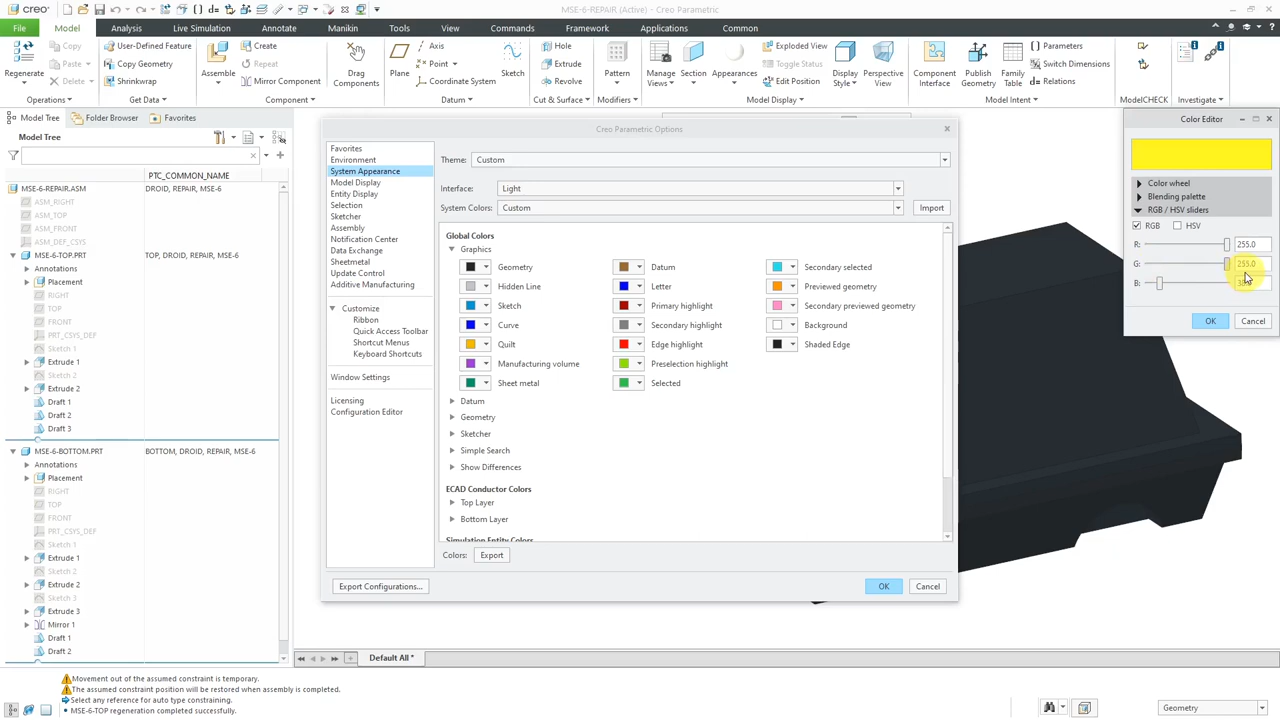 creo
MSE-6-REPAIR (Active) - Creo Parametric
File Model Analysis Live Simulation Annotate Manikin Tools View Commands Framework Applications Common
Regenerate
Copy
Paste
Delete
User-Defined Feature
Copy Geometry
Shrinkwrap
Assemble
Create
Repeat
Mirror Component
Drag Components
Plane
Axis
Point
Coordinate System
Sketch
Hole
Extrude
Revolve
Pattern
Manage Views
Section
Appearances
Exploded View
Toggle Status
Edit Position
Display Style
Perspective View
Component Interface
Publish Geometry
Family Table
Parameters
Switch Dimensions
Relations
Operations Get Data Component Datum Cut & Surface Modifiers Model Display Model Intent ModelCHECK Investigate
Model Tree Folder Browser Favorites
Model Tree
PTC_COMMON_NAME
MSE-6-REPAIR.ASM DROID, REPAIR, MSE-6
ASM_RIGHT
ASM_TOP
ASM_FRONT
ASM_DEF_CSYS
MSE-6-TOP.PRT TOP, DROID, REPAIR, MSE-6
Annotations
Placement
RIGHT
TOP
FRONT
PRT_CSYS_DEF
Sketch 1
Extrude 1
Sketch 2
Extrude 2
Draft 1
Draft 2
Draft 3
MSE-6-BOTTOM.PRT BOTTOM, DROID, REPAIR, MSE-6
Annotations
Placement
RIGHT
TOP
FRONT
PRT_CSYS_DEF
Sketch 1
Extrude 1
Sketch 2
Extrude 2
Extrude 3
Mirror 1
Draft 1
Draft 2
Creo Parametric Options
Favorites
Environment
System Appearance
Model Display
Entity Display
Selection
Sketcher
Assembly
Notification Center
Data Exchange
Sheetmetal
Update Control
Additive Manufacturing
Customize
Ribbon
Quick Access Toolbar
Shortcut Menus
Keyboard Shortcuts
Window Settings
Licensing
Configuration Editor
Export Configurations...
Theme: Custom
Interface: Light
System Colors: Custom Import
Global Colors
Graphics
Geometry Datum Secondary selected
Hidden Line Letter Previewed geometry
Sketch Primary highlight Secondary previewed geometry
Curve Secondary highlight Background
Quilt Edge highlight Shaded Edge
Manufacturing volume Preselection highlight
Sheet metal Selected
Datum
Geometry
Sketcher
Simple Search
Show Differences
ECAD Conductor Colors
Top Layer
Bottom Layer
Simulation Entity Colors
Colors: Export
OK Cancel
Color Editor
Color wheel
Blending palette
RGB / HSV sliders
RGB HSV
R: 255.0
G: 255.0
B:
OK Cancel
Default All *
Movement out of the assumed constraint is temporary.
The assumed constraint position will be restored when assembly is completed.
Select any reference for auto type constraining.
MSE-6-TOP regeneration completed successfully.
Geometry